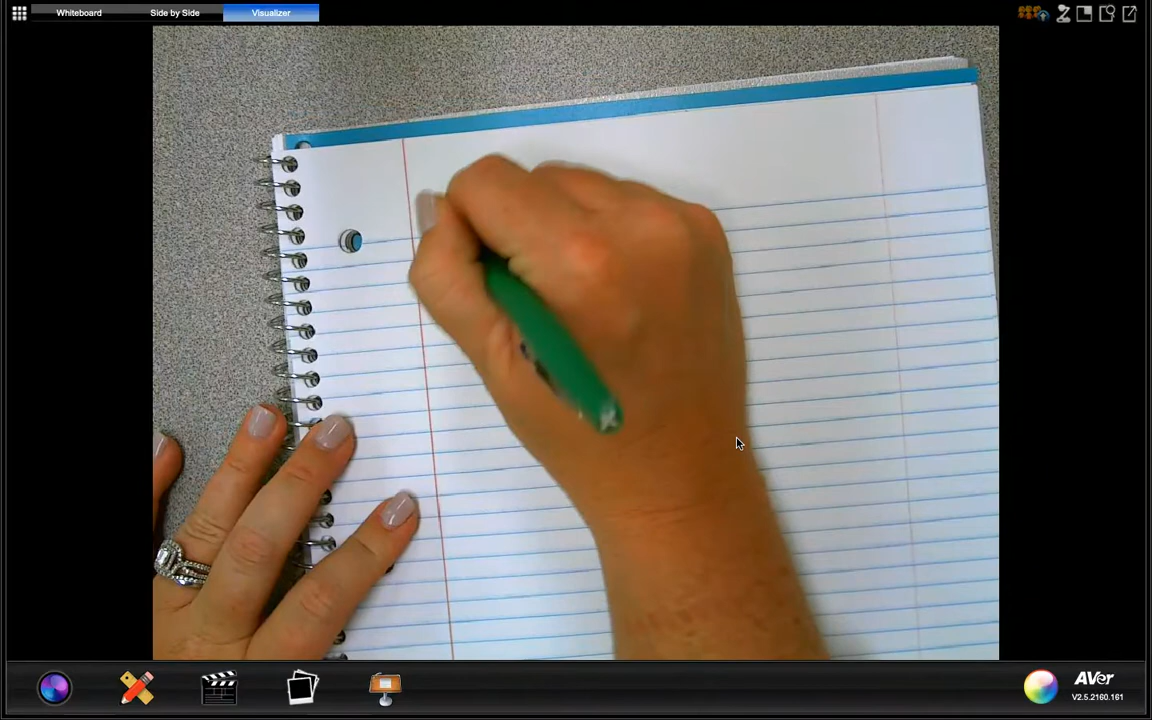 Whiteboard
Side by Side
Visualizer
AVer
V2.5.2160.161